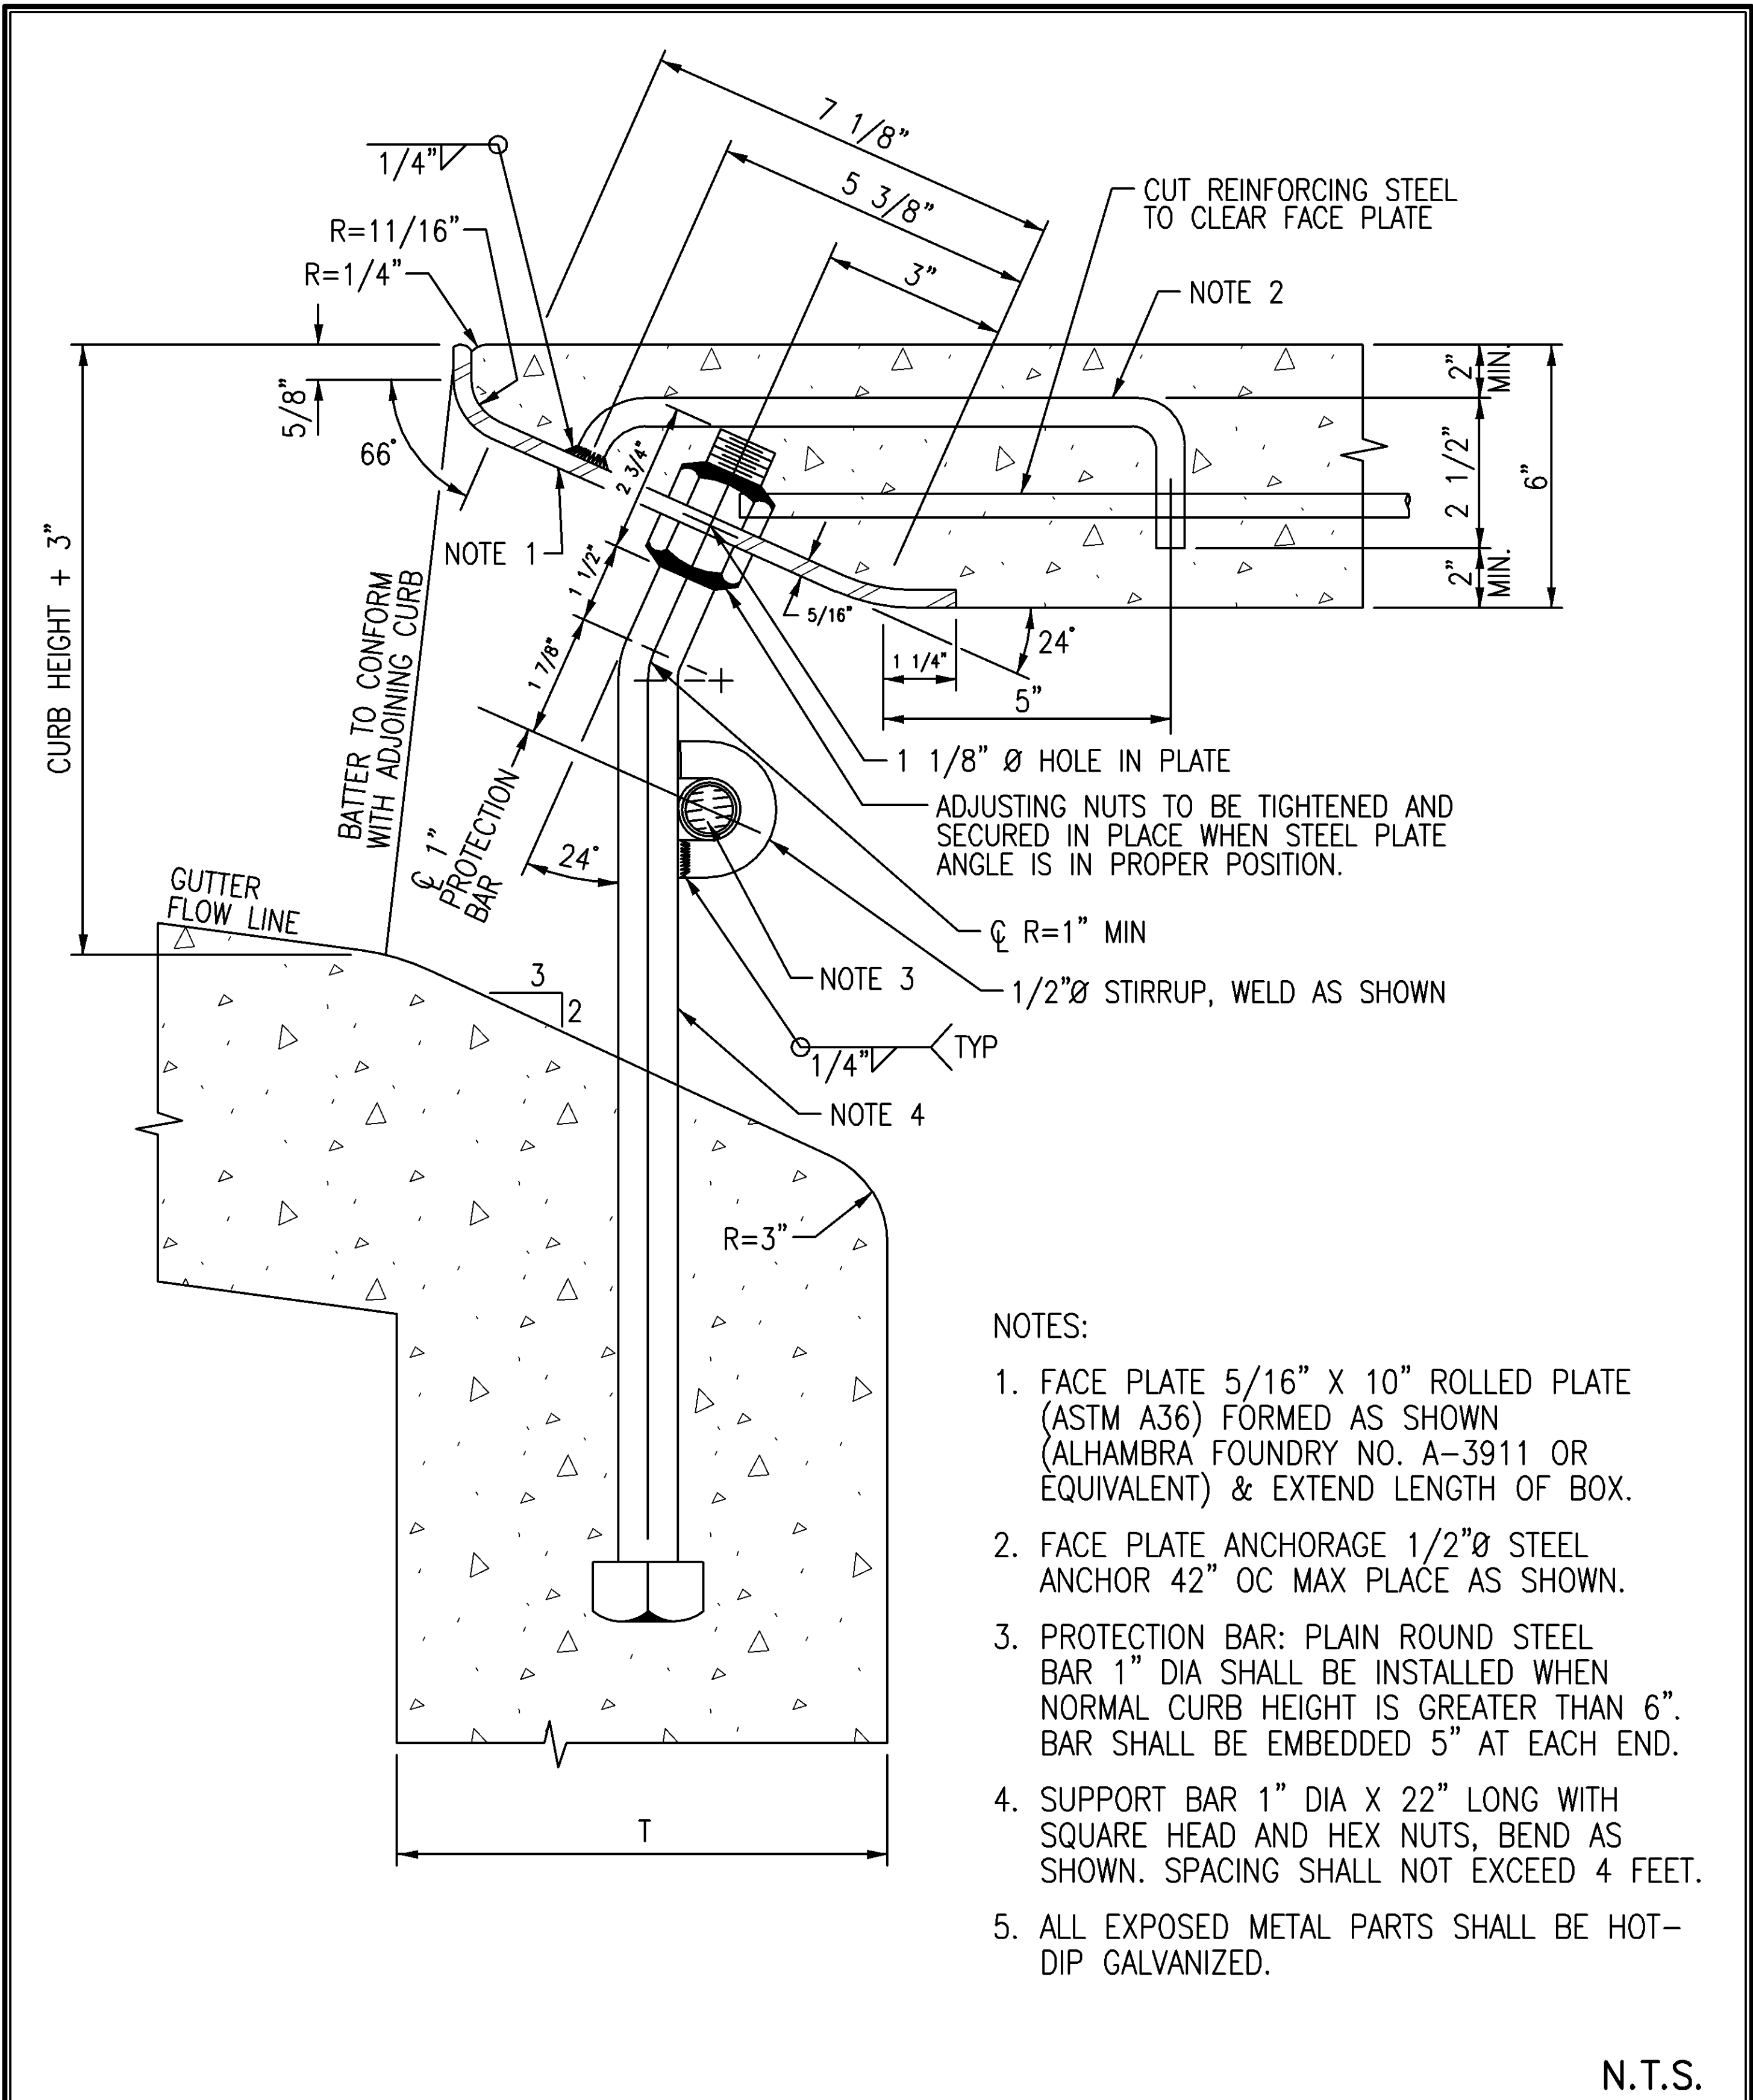 7 1/8"
5 3/8"
3"
1/4"
CUT REINFORCING STEEL
TO CLEAR FACE PLATE
R=11/16"
R=1/4"
NOTE 2
5/8"
66°
2"
MIN.
2 1/2"
6"
2"
MIN.
2 3/4"
NOTE 1
1 1/2"
1 7/8"
5/16"
24°
1 1/4"
5"
CURB HEIGHT + 3"
BATTER TO CONFORM
WITH ADJOINING CURB
1 1/8" Ø HOLE IN PLATE
ADJUSTING NUTS TO BE TIGHTENED AND
SECURED IN PLACE WHEN STEEL PLATE
ANGLE IS IN PROPER POSITION.
℄ 1"
PROTECTION
BAR
24°
GUTTER
FLOW LINE
℄ R=1" MIN
NOTE 3
1/2"Ø STIRRUP, WELD AS SHOWN
3
2
1/4"
TYP
NOTE 4
R=3"
T
NOTES:
1. FACE PLATE 5/16" X 10" ROLLED PLATE
(ASTM A36) FORMED AS SHOWN
(ALHAMBRA FOUNDRY NO. A-3911 OR
EQUIVALENT) & EXTEND LENGTH OF BOX.
2. FACE PLATE ANCHORAGE 1/2"Ø STEEL
ANCHOR 42" OC MAX PLACE AS SHOWN.
3. PROTECTION BAR: PLAIN ROUND STEEL
BAR 1" DIA SHALL BE INSTALLED WHEN
NORMAL CURB HEIGHT IS GREATER THAN 6".
BAR SHALL BE EMBEDDED 5" AT EACH END.
4. SUPPORT BAR 1" DIA X 22" LONG WITH
SQUARE HEAD AND HEX NUTS, BEND AS
SHOWN. SPACING SHALL NOT EXCEED 4 FEET.
5. ALL EXPOSED METAL PARTS SHALL BE HOT-
DIP GALVANIZED.
N.T.S.